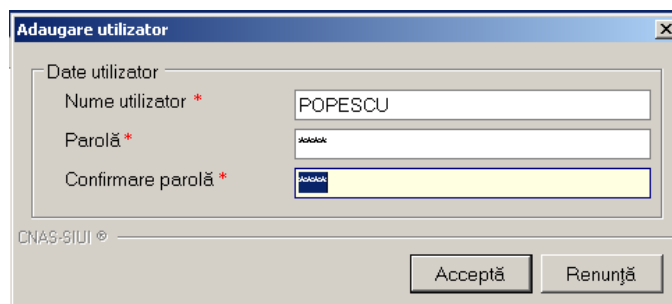 Adaugare utilizator
Date utilizator
Nume utilizator * POPESCU
Parolă * ****
Confirmare parolă * ****
CNAS-SIUI ®
Acceptă Renunţă